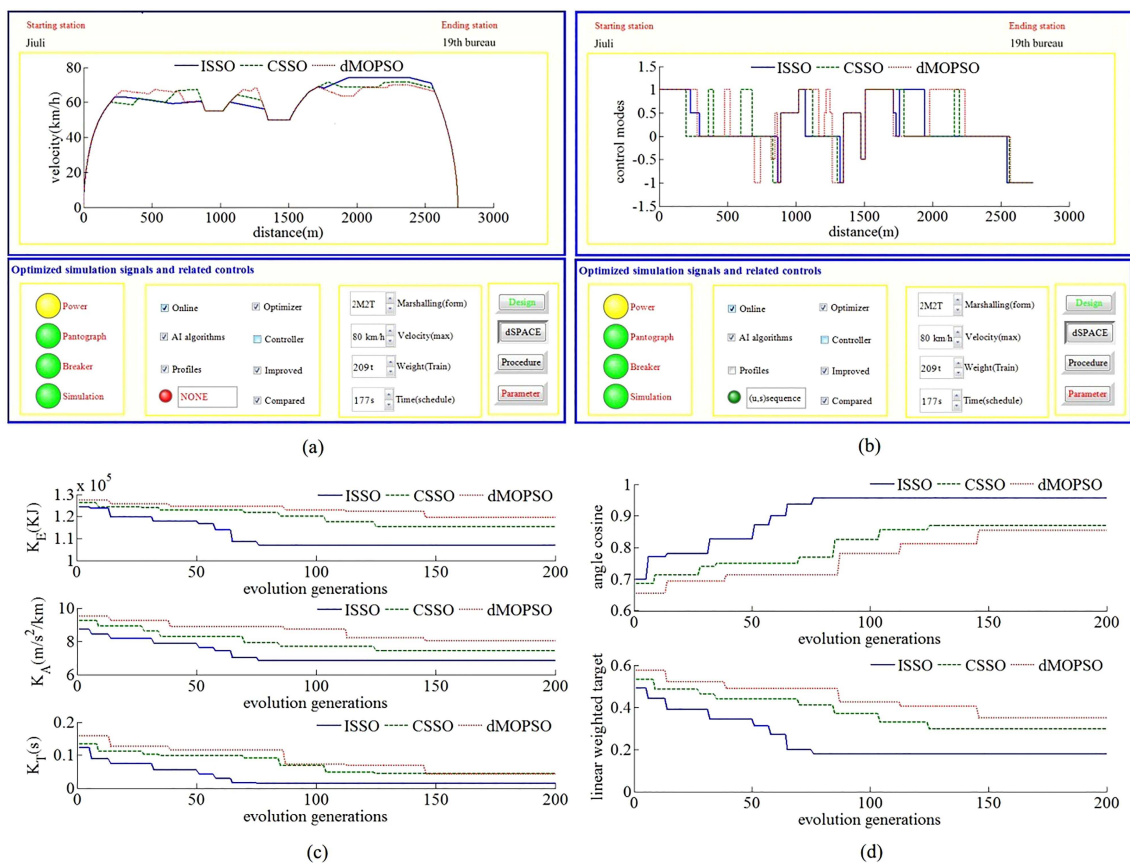 Starting station
Ending station
Jiuli
19th bureau
ISSO
CSSO
dMOPSO
80
60
40
20
0
velocity(km/h)
0
500
1000
1500
2000
2500
3000
distance(m)
Optimized simulation signals and related controls
Power
Pantograph
Breaker
Simulation
Online
Optimizer
AI algorithms
Controller
Profiles
Improved
NONE
Compared
2M2T
Marshalling(form)
80 km/h
Velocity(max)
209t
Weight(Train)
177s
Time(schedule)
Design
dSPACE
Procedure
Parameter
(a)
Starting station
Ending station
Jiuli
19th bureau
ISSO
CSSO
dMOPSO
1.5
1
0.5
0
-0.5
-1
-1.5
control modes
0
500
1000
1500
2000
2500
3000
distance(m)
Optimized simulation signals and related controls
Power
Pantograph
Breaker
Simulation
Online
Optimizer
AI algorithms
Controller
Profiles
Improved
(u,s)sequence
Compared
2M2T
Marshalling(form)
80 km/h
Velocity(max)
209t
Weight(Train)
177s
Time(schedule)
Design
dSPACE
Procedure
Parameter
(b)
x 10^5
1.3
1.2
1.1
1
K_E(KJ)
ISSO
CSSO
dMOPSO
0
50
100
150
200
evolution generations
10
8
6
K_A(m/s²/km)
ISSO
CSSO
dMOPSO
0
50
100
150
200
evolution generations
0.2
0.1
0
K_T(s)
ISSO
CSSO
dMOPSO
0
50
100
150
200
evolution generations
(c)
1
0.9
0.8
0.7
0.6
angle cosine
ISSO
CSSO
dMOPSO
0
50
100
150
200
evolution generations
0.6
0.4
0.2
0
linear weighted target
ISSO
CSSO
dMOPSO
0
50
100
150
200
evolution generations
(d)